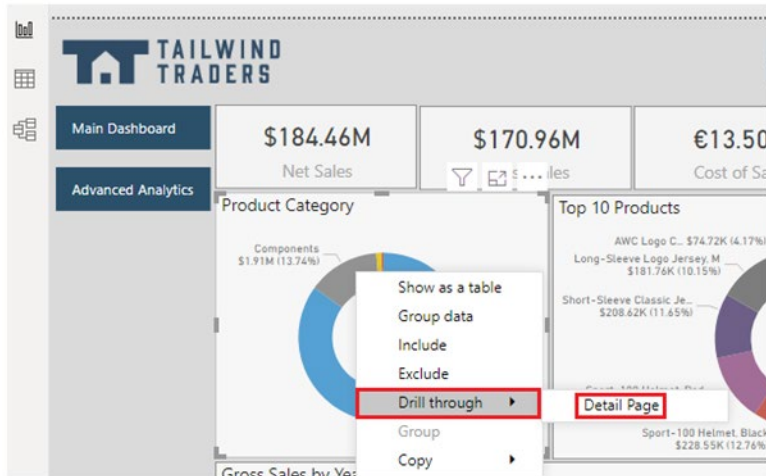 TAILWIND
TRADERS
Main Dashboard
Advanced Analytics
$184.46M
Net Sales
$170.96M
€13.50
Product Category
Components
$1.91M (13.74%)
Top 10 Products
AWC Logo C... $74.72K (4.17%)
Long-Sleeve Logo Jersey, M
$181.76K (10.15%)
Short-Sleeve Classic Je...
$208.62K (11.65%)
Sport-100 Helmet, Black
$228.55K (12.76%
Show as a table
Group data
Include
Exclude
Drill through
Detail Page
Group
Copy
Cost of
Gross Sales by